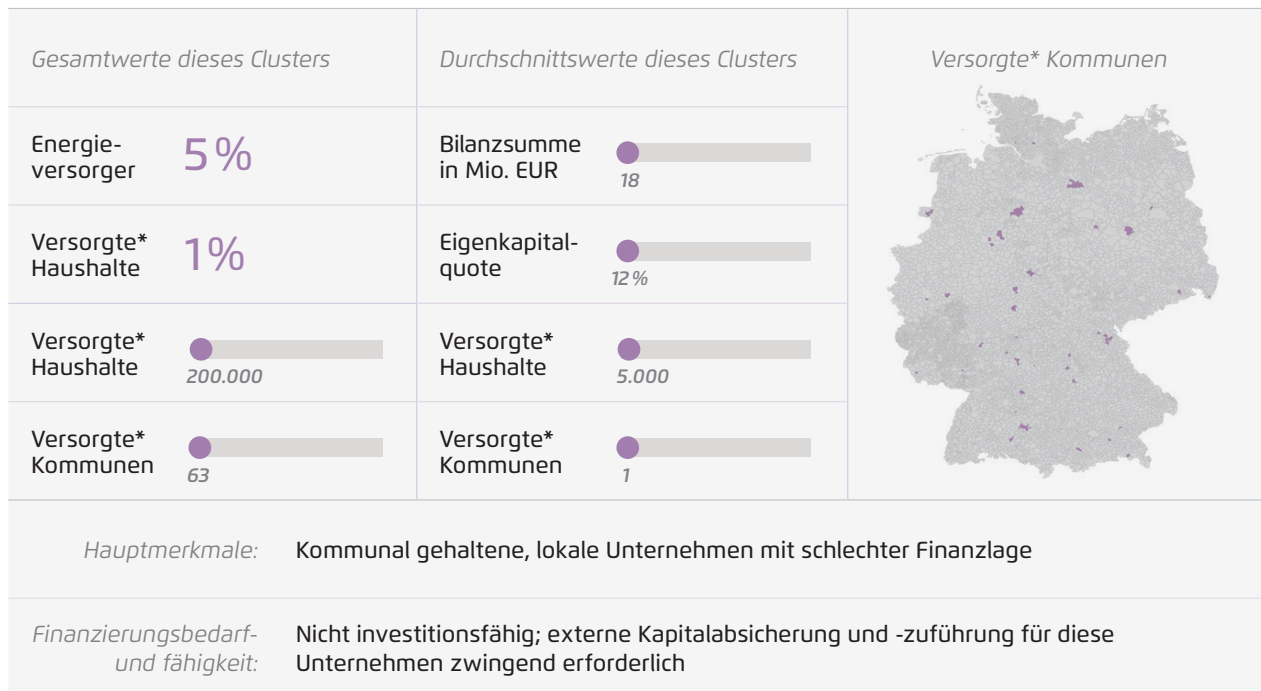 Gesamtwerte dieses Clusters
Energie-
versorger
5 %
Versorgte*
Haushalte
1 %
Versorgte*
Haushalte
200.000
Versorgte*
Kommunen
63
Durchschnittswerte dieses Clusters
Bilanzsumme
in Mio. EUR
18
Eigenkapital-
quote
12 %
Versorgte*
Haushalte
5.000
Versorgte*
Kommunen
1
Versorgte* Kommunen
Hauptmerkmale:
Kommunal gehaltene, lokale Unternehmen mit schlechter Finanzlage
Finanzierungsbedarf-
und fähigkeit:
Nicht investitionsfähig; externe Kapitalabsicherung und -zuführung für diese
Unternehmen zwingend erforderlich